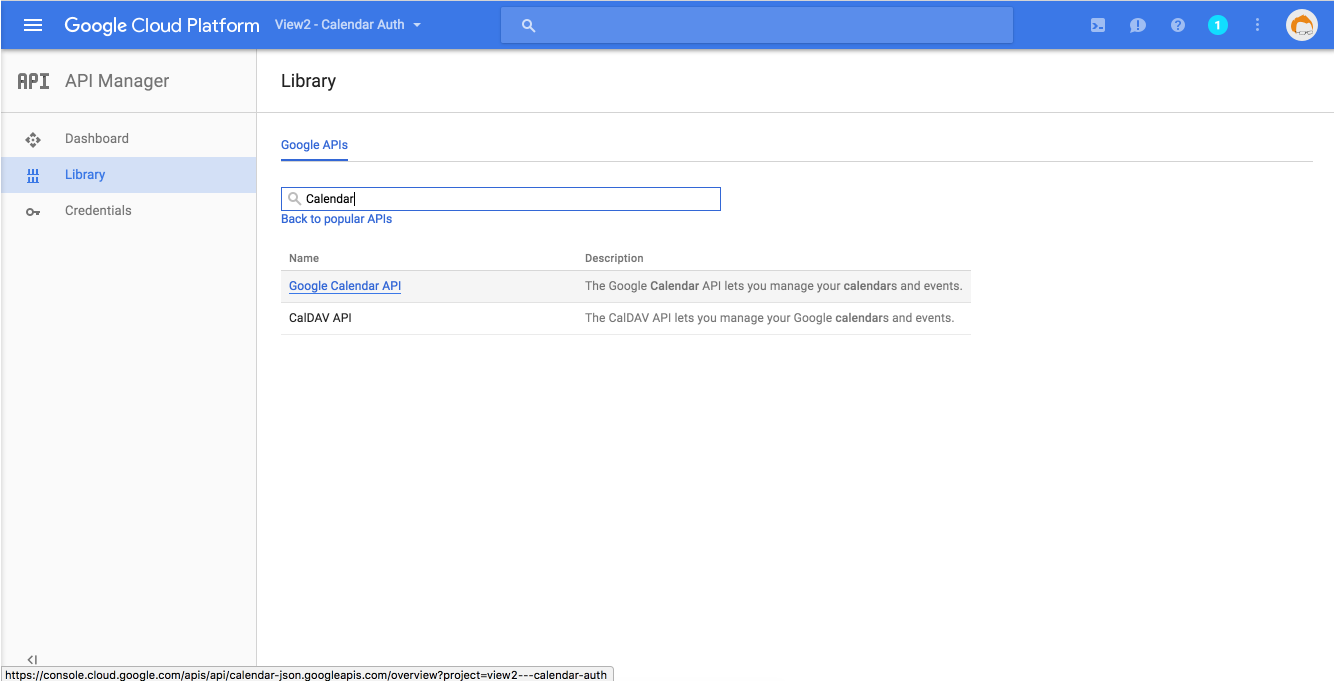 Google Cloud Platform View2 - Calendar Auth 1
API API Manager
Library
Dashboard
Library
Credentials
Google APIs
Calendar
Back to popular APIs
Name Description
Google Calendar API The Google Calendar API lets you manage your calendars and events.
CalDAV API The CalDAV API lets you manage your Google calendars and events.
https://console.cloud.google.com/apis/api/calendar-json.googleapis.com/overview?project=view2---calendar-auth